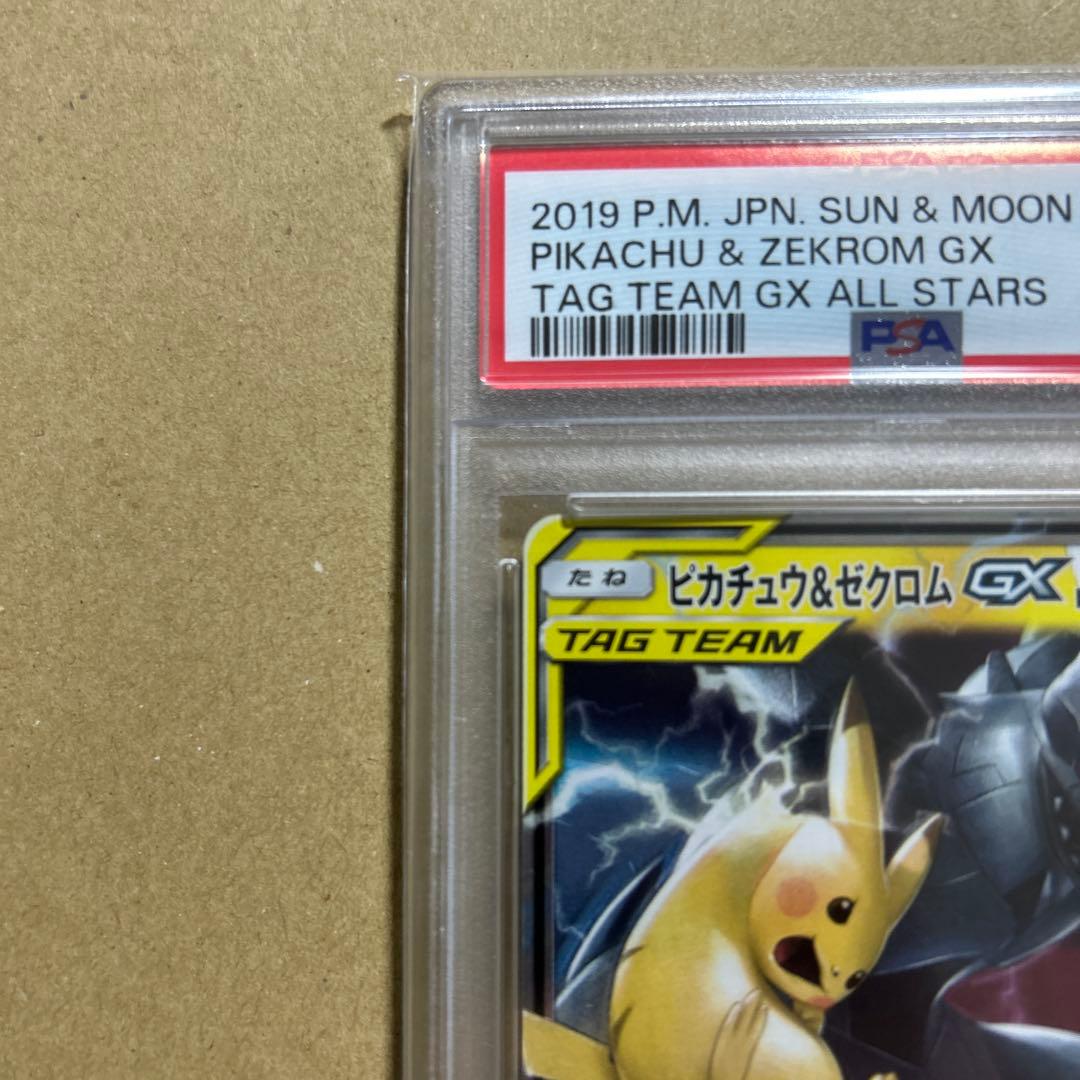 2019 P.M. JPN. SUN & MOON
PIKACHU & ZEKROM GX
TAG TEAM GX ALL STARS
PSA
たね ピカチュウ&ゼクロム GX
TAG TEAM